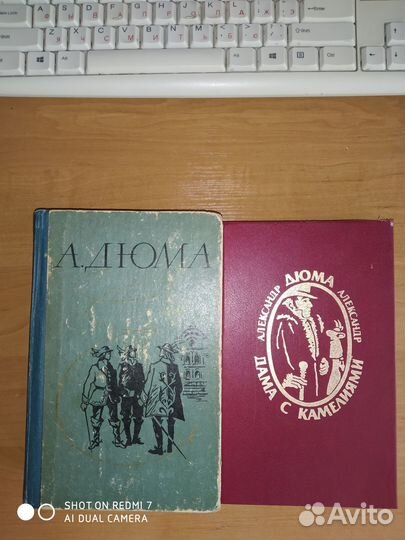 А.ДЮМА
АЛЕКСАНДР ДЮМА АЛЕКСАНДР
ДАМА С КАМЕЛИЯМИ
SHOT ON REDMI 7
AI DUAL CAMERA
Avito